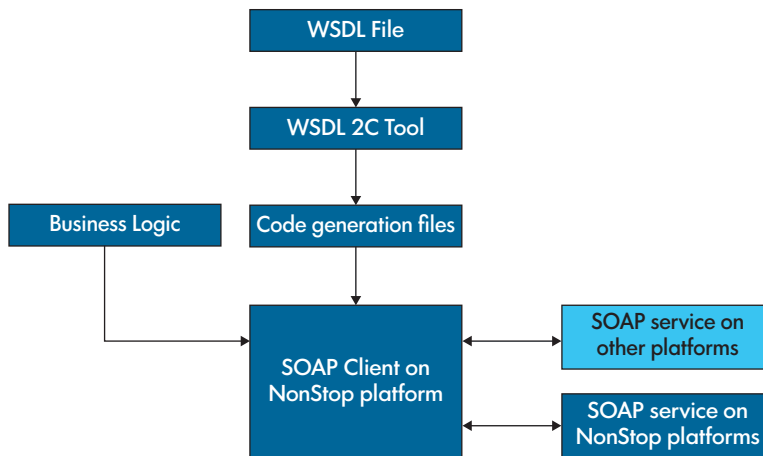 WSDL File
WSDL 2C Tool
Business Logic
Code generation files
SOAP Client on
NonStop platform
SOAP service on
other platforms
SOAP service on
NonStop platforms